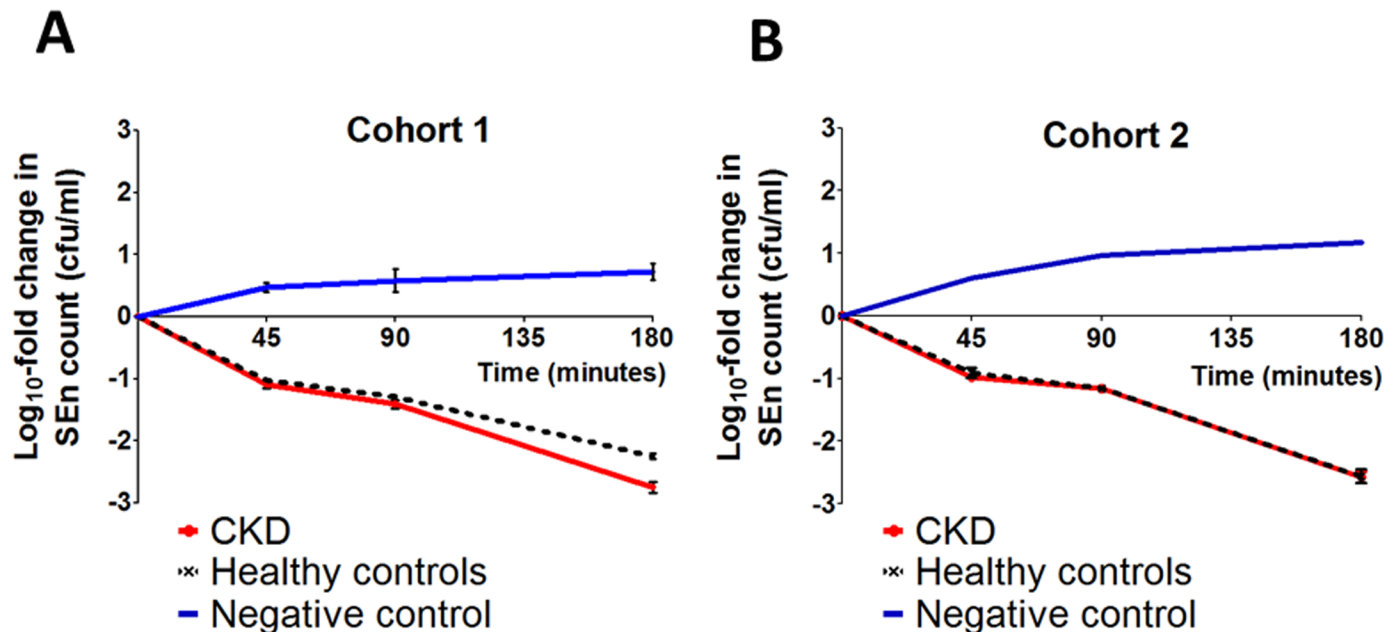 A
Cohort 1
Log10-fold change in
SEn count (cfu/ml)
3
2
1
0
-1
-2
-3
45 90 135 180
Time (minutes)
CKD
Healthy controls
Negative control
B
Cohort 2
Log10-fold change in
SEn count (cfu/ml)
3
2
1
0
-1
-2
-3
45 90 135 180
Time (minutes)
CKD
Healthy controls
Negative control